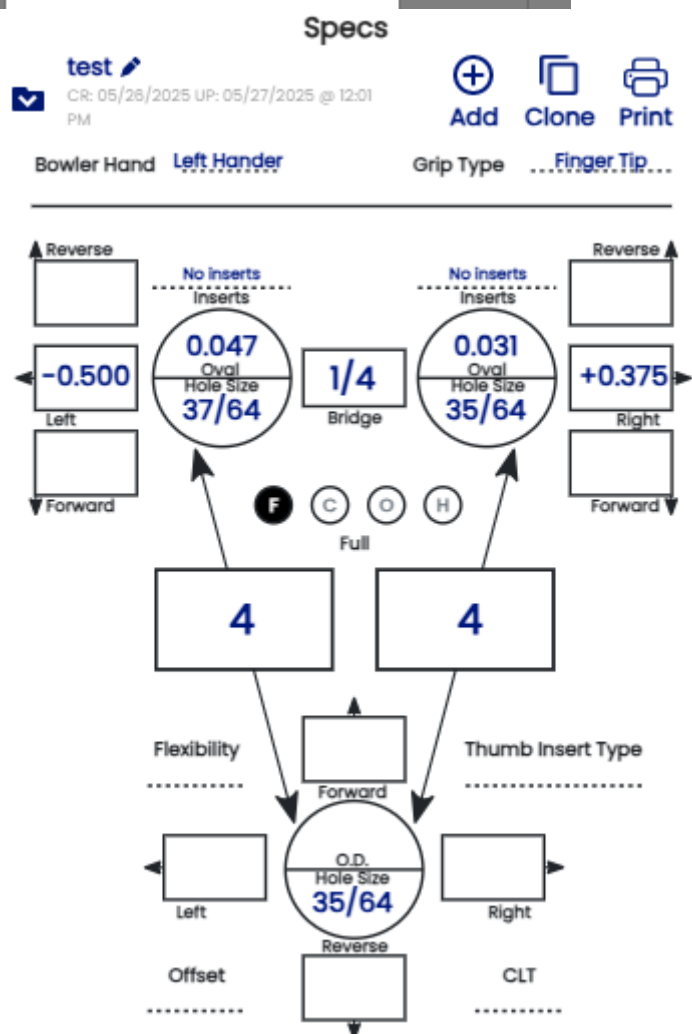 Specs
test
CR: 05/26/2025 UP: 05/27/2025 @ 12:01
PM
Add Clone Print
Bowler Hand Left Hander Grip Type Finger Tip
Reverse Reverse
No inserts No inserts
Inserts Inserts
0.047 0.031
-0.500 Oval 1/4 Oval +0.375
Hole Size Hole Size
37/64 35/64
Left Bridge Right
F C O H
Forward Forward
Full
4 4
Flexibility Thumb Insert Type
Forward
O.D.
Hole Size
35/64
Left Right
Reverse
Offset CLT